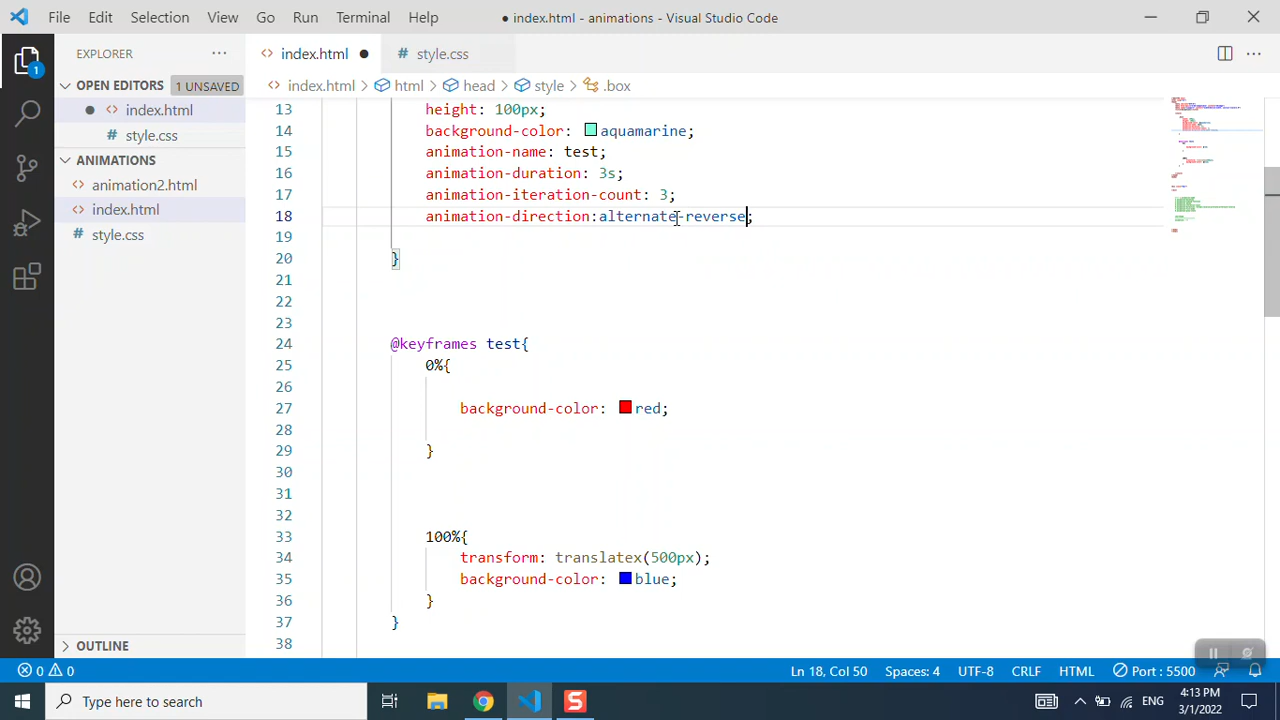 File Edit Selection View Go Run Terminal Help ● index.html - animations - Visual Studio Code
EXPLORER ···
index.html ● # style.css
OPEN EDITORS 1 UNSAVED
index.html > html > head > style > .box
● <> index.html
# style.css
ANIMATIONS
<> animation2.html
<> index.html
# style.css
OUTLINE
1
13 height: 100px;
14 background-color: aquamarine;
15 animation-name: test;
16 animation-duration: 3s;
17 animation-iteration-count: 3;
18 animation-direction:alternate-reverse;
19
20 }
21
22
23
24 @keyframes test{
25 0%{
26
27 background-color: red;
28
29 }
30
31
32
33 100%{
34 transform: translatex(500px);
35 background-color: blue;
36 }
37 }
38
0 0 Ln 18, Col 50 Spaces: 4 UTF-8 CRLF HTML Port : 5500
Type here to search
ENG
4:13 PM
3/1/2022